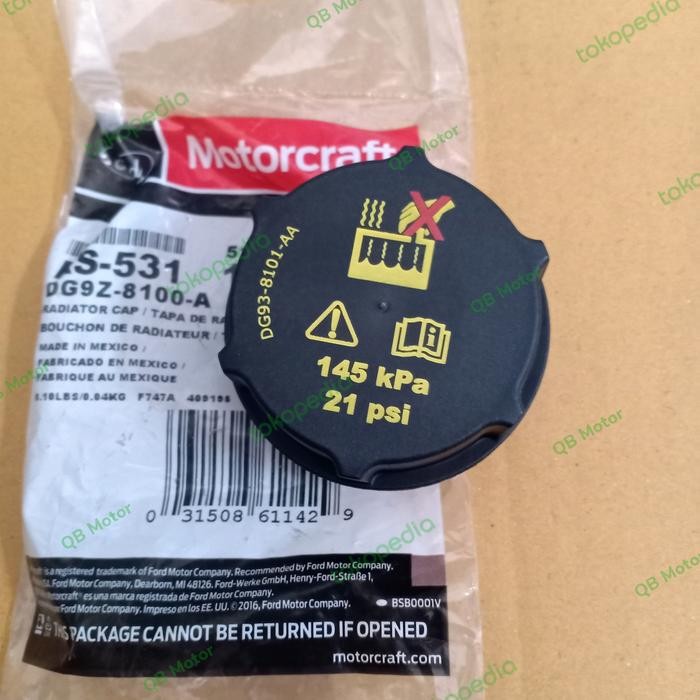 Motorcraft
DG93-8101-AA
145 kPa
21 psi
-531
DG9Z-8100-A
RADIATOR CAP / TAPA DE
BOUCHON DE RADIATEUR /
MADE IN MEXICO /
FABRICADO EN MEXICO /
FABRIQUE AU MEXIQUE
F747A
0 31508 61142 9
is a registered trademark of Ford Motor Company. Recommended by Ford Motor Company.
Ford Motor Company, Dearborn, MI 48126. Ford-Werke GmbH, Henry-Ford-Straße 1,
es una marca registrada de Ford Motor Company.
Ford Motor Company. Impreso en los EE. UU. © 2016, Ford Motor Company.
BSB0001V
THIS PACKAGE CANNOT BE RETURNED IF OPENED
motorcraft.com
tokopedia
QB Motor